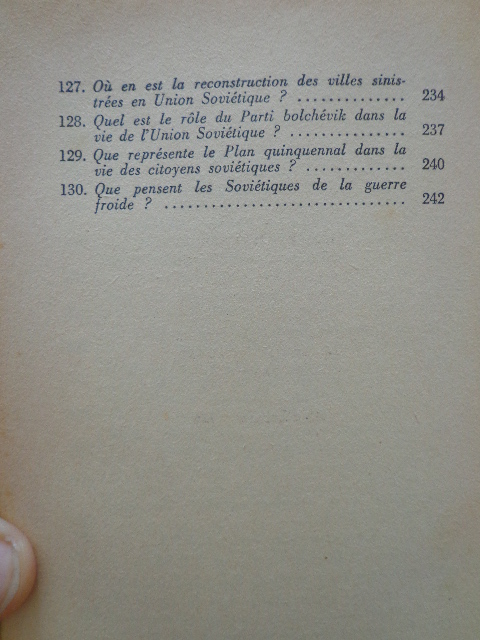 127. Où en est la reconstruction des villes sinis-
trées en Union Soviétique ? .............. 234
128. Quel est le rôle du Parti bolchévik dans la
vie de l'Union Soviétique ? ............... 237
129. Que représente le Plan quinquennal dans la
vie des citoyens soviétiques ? ............. 240
130. Que pensent les Soviétiques de la guerre
froide ? ............................... 242